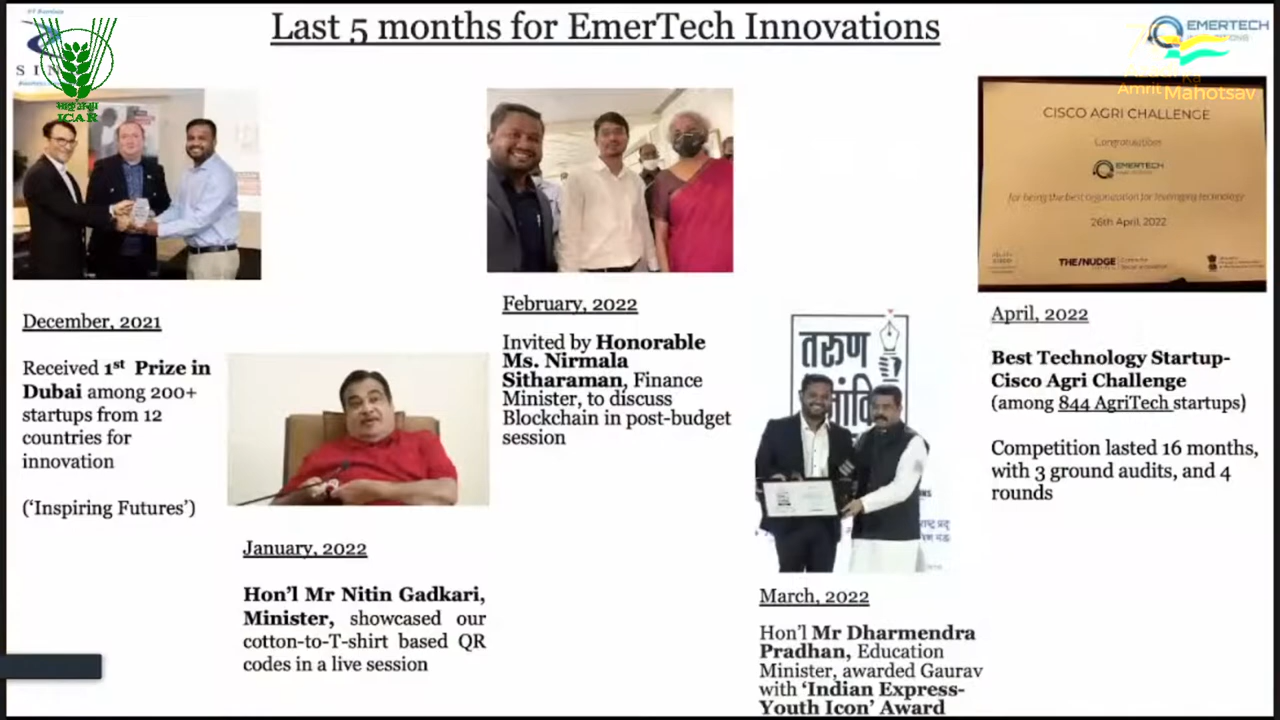 Last 5 months for EmerTech Innovations
EMERTECH
ICAR
Azadi Ka
Amrit Mahotsav
CISCO AGRI CHALLENGE
Congratulations
EMERTECH
for being the best organization for leveraging technology
26th April, 2022
THE/NUDGE
December, 2021
Received 1st Prize in
Dubai among 200+
startups from 12
countries for
innovation
('Inspiring Futures')
January, 2022
Hon'l Mr Nitin Gadkari,
Minister, showcased our
cotton-to-T-shirt based QR
codes in a live session
February, 2022
Invited by Honorable
Ms. Nirmala
Sitharaman, Finance
Minister, to discuss
Blockchain in post-budget
session
तरुण
March, 2022
Hon'l Mr Dharmendra
Pradhan, Education
Minister, awarded Gaurav
with 'Indian Express-
Youth Icon' Award
April, 2022
Best Technology Startup-
Cisco Agri Challenge
(among 844 AgriTech startups)
Competition lasted 16 months,
with 3 ground audits, and 4
rounds